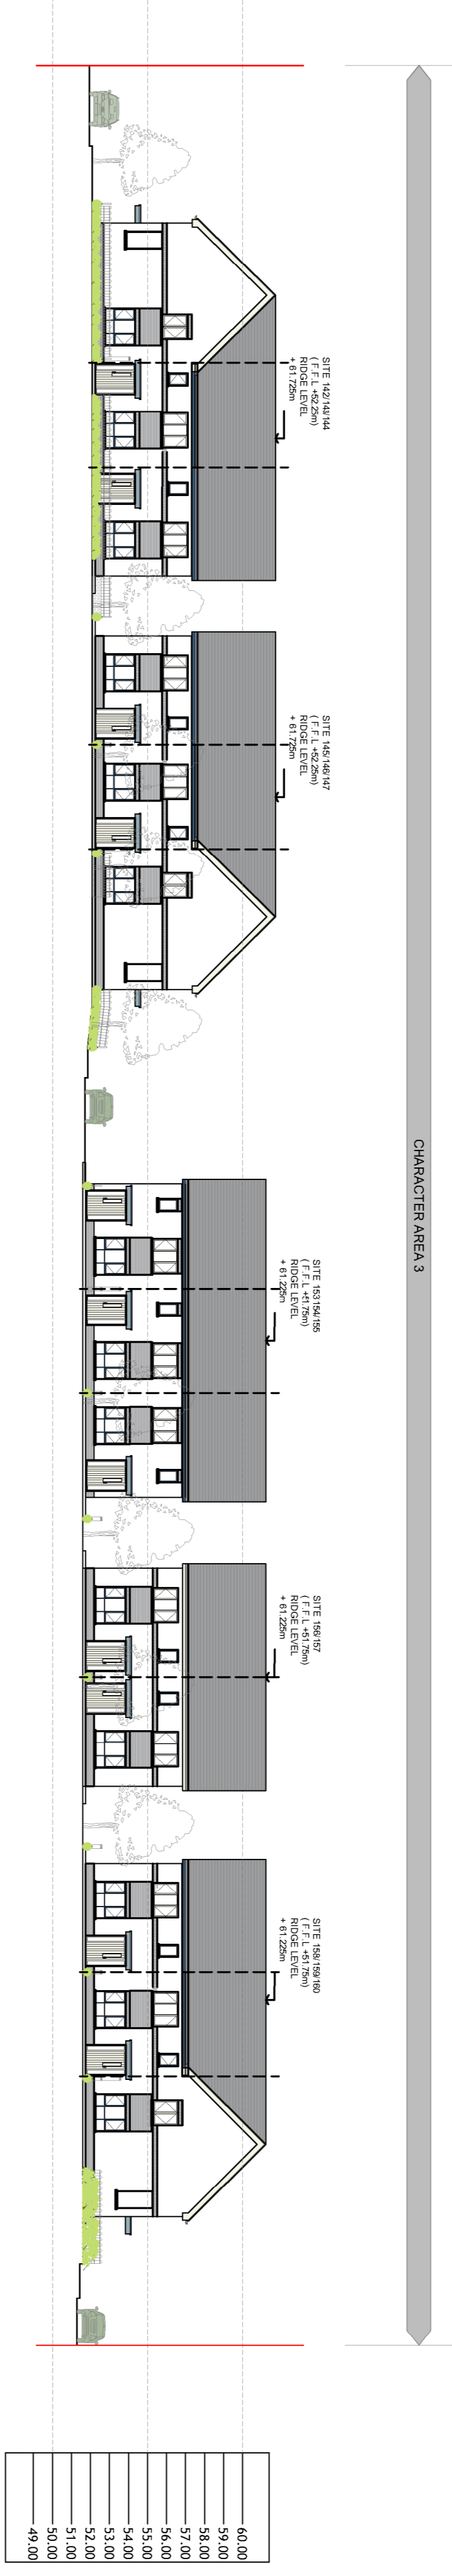 CHARACTER AREA 3
SITE 142/143/144
( F.F.L +52.25m)
RIDGE LEVEL
+ 61.725m
SITE 145/146/147
( F.F.L +52.25m)
RIDGE LEVEL
+ 61.725m
SITE 153154/155
( F.F.L +51.75m)
RIDGE LEVEL
+ 61.225m
SITE 156/157
( F.F.L +51.75m)
RIDGE LEVEL
+ 61.225m
SITE 158/159/160
( F.F.L +51.75m)
RIDGE LEVEL
+ 61.225m
60.00
59.00
58.00
57.00
56.00
55.00
54.00
53.00
52.00
51.00
50.00
49.00